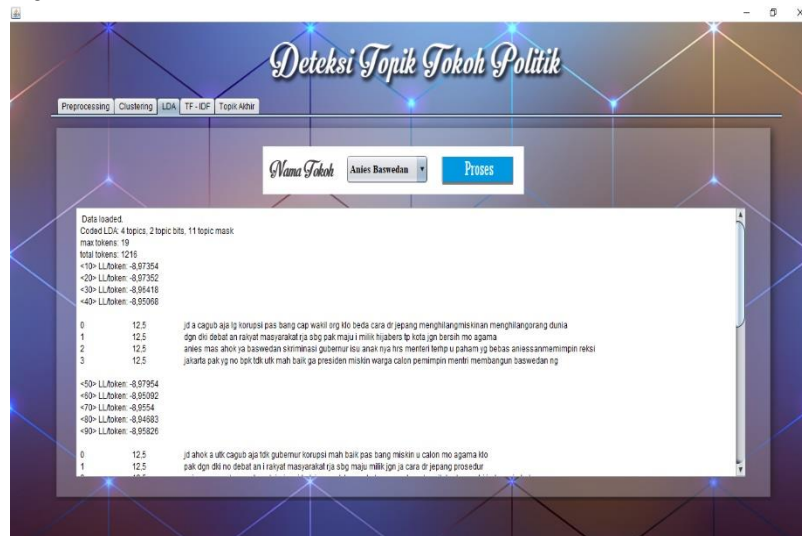 Deteksi Topik Tokoh Politik
Preprocessing Clustering LDA TF - IDF Topik Akhir
Nama Tokoh Anies Baswedan Proses
Data loaded.
Coded LDA: 4 topics, 2 topic bits, 11 topic mask
max tokens: 19
total tokens: 1216
<10> LL/token: -8,97354
<20> LL/token: -8,97352
<30> LL/token: -8,96418
<40> LL/token: -8,95068
0 12,5 jd a cagub aja lg korupsi pas bang cap wakil org klo beda cara dr jepang menghilangmiskinan menghilangorang dunia
1 12,5 dgn dki debat an rakyat masyarakat rja sbg pak maju i milik hijabers tp kota jgn bersih mo agama
2 12,5 anies mas ahok ya baswedan skriminasi gubernur isu anak nya hrs menteri temp u paham yg bebas aniessanmemimpin reksi
3 12,5 jakarta pak yg no bpk tdk utk mah baik ga presiden miskin warga calon pemimpin mentri membangun baswedan ng
<50> LL/token: -8,97954
<60> LL/token: -8,95092
<70> LL/token: -8,9554
<80> LL/token: -8,94683
<90> LL/token: -8,95826
0 12,5 jd ahok a utk cagub aja tdk gubernur korupsi mah baik pas bang miskin u calon mo agama klo
1 12,5 pak dgn dki no debat an i rakyat masyarakat rja sbg maju milik jgn ja cara dr jepang prosedur